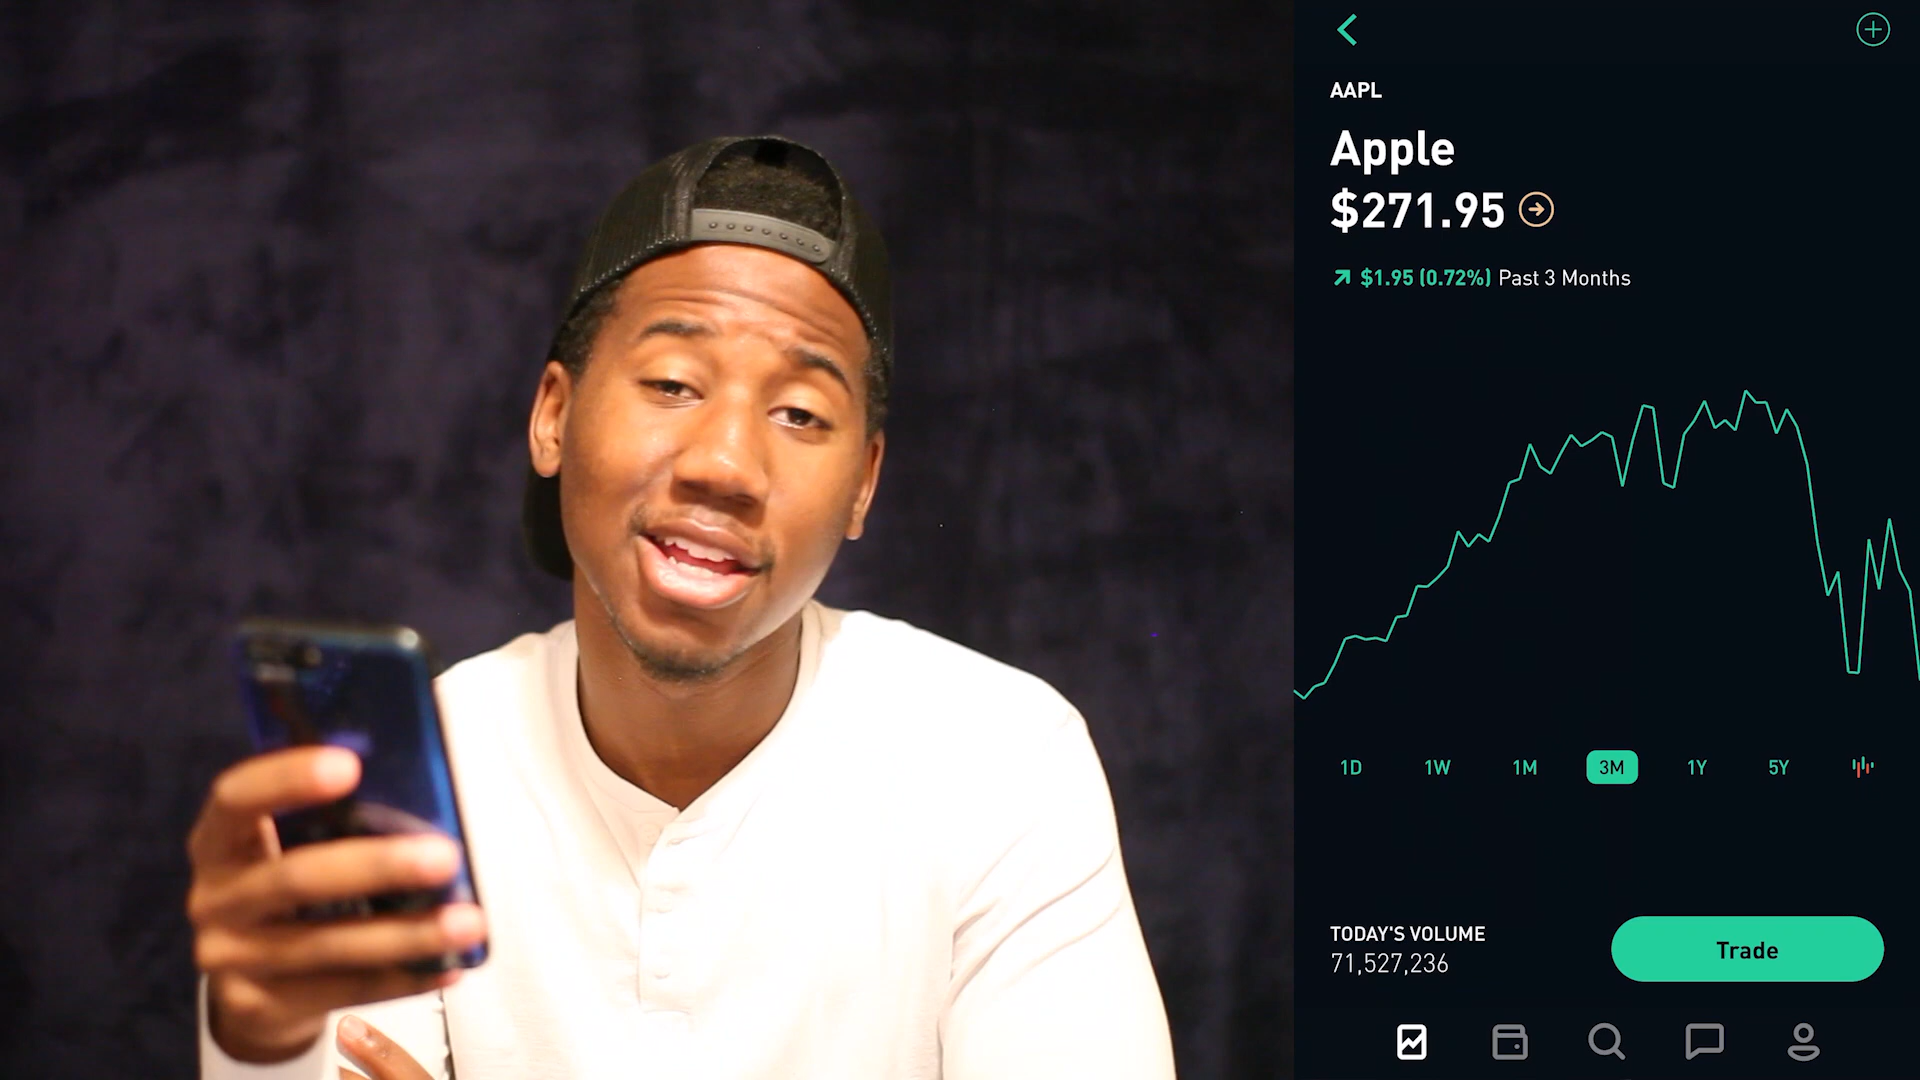 AAPL
Apple
$271.95
$1.95 (0.72%) Past 3 Months
1D 1W 1M 3M 1Y 5Y
TODAY'S VOLUME
71,527,236
Trade